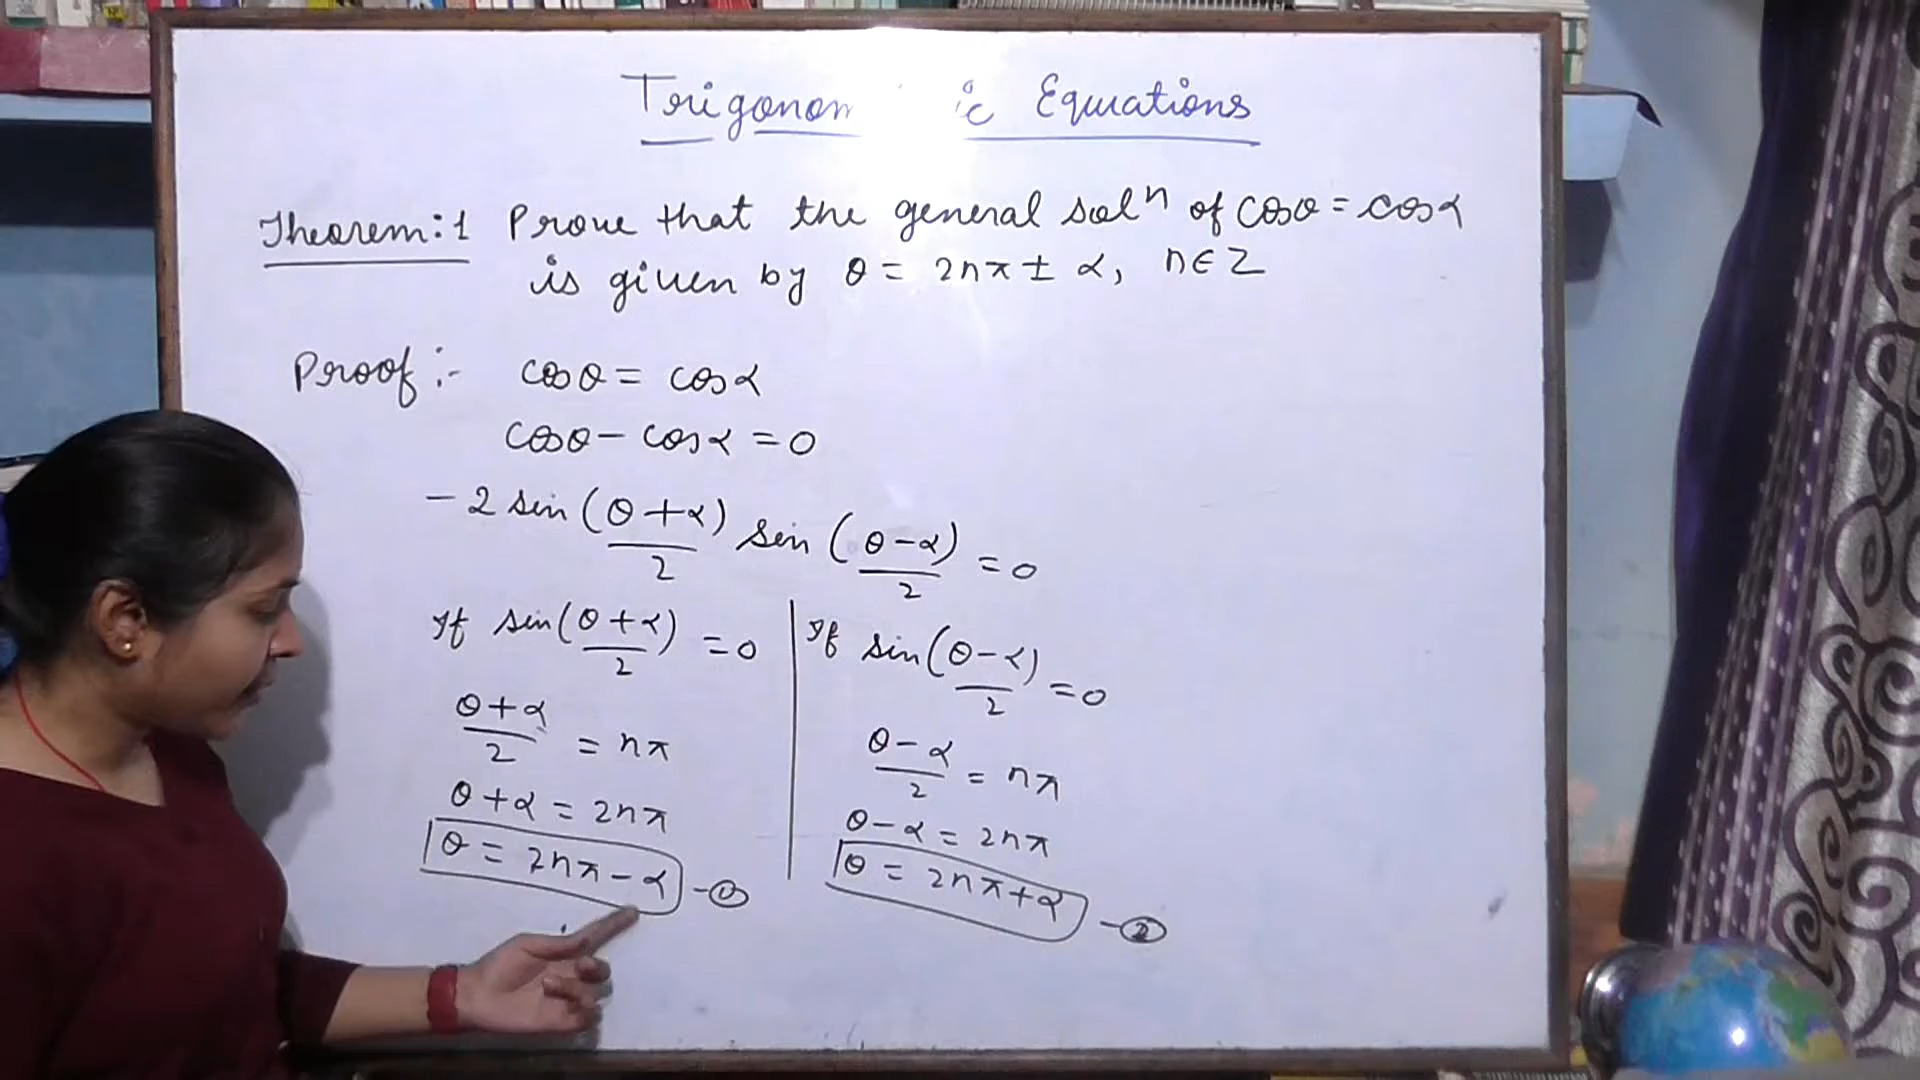 Trigonom ic Equations
Theorem:1 Prove that the general solⁿ of cosθ = cosα
is given by θ = 2nπ ± α, n∈Z
Proof :- cosθ = cosα
cosθ - cosα = 0
-2 sin(θ+α)/2 sin(θ-α)/2 = 0
If sin(θ+α)/2 = 0
(θ+α)/2 = nπ
θ+α = 2nπ
θ = 2nπ-α -①
If sin(θ-α)/2 = 0
(θ-α)/2 = nπ
θ-α = 2nπ
θ = 2nπ+α -②